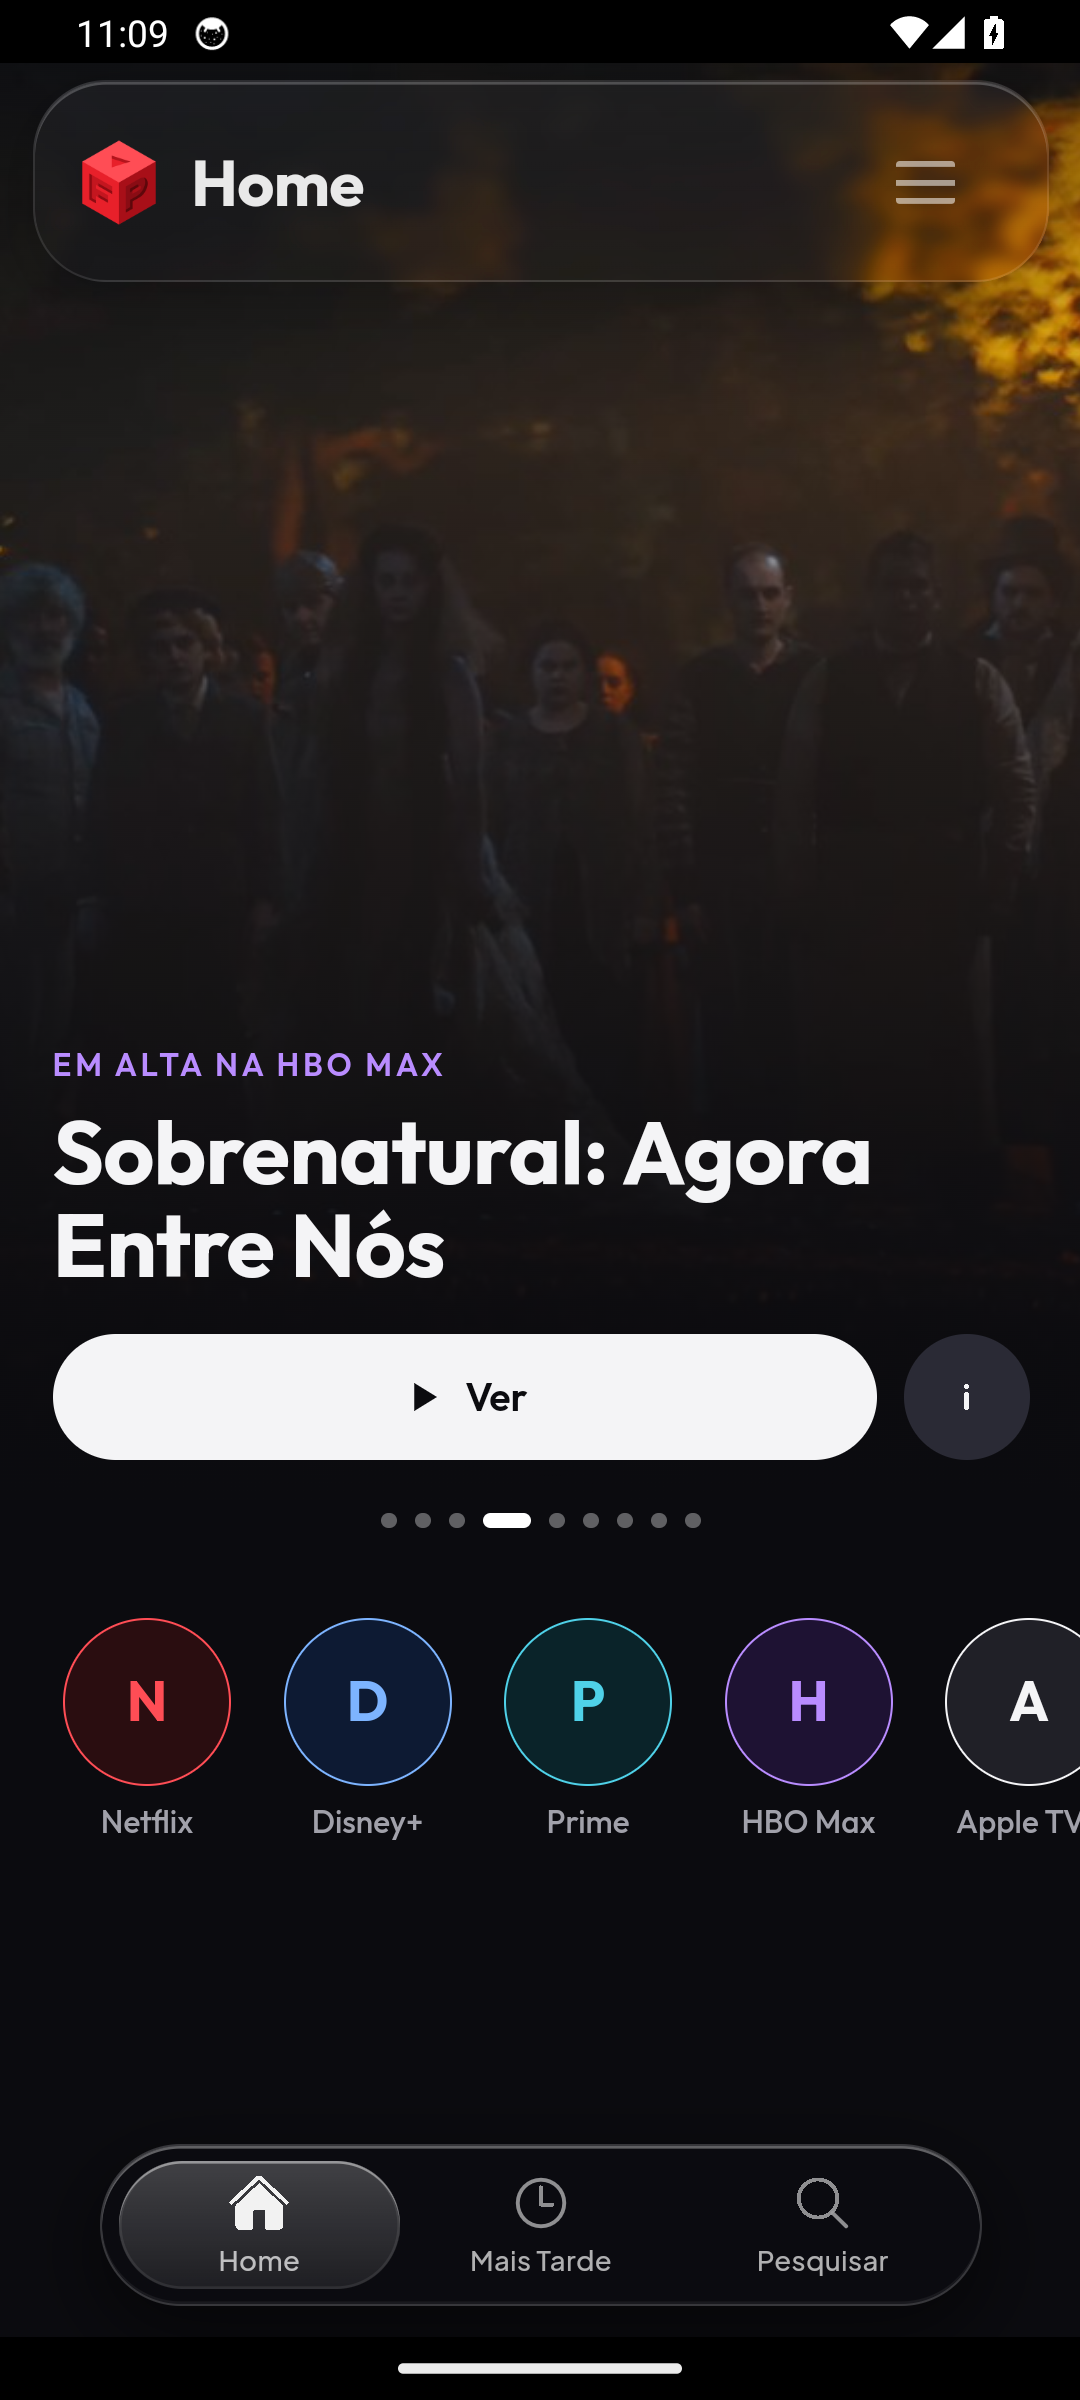 11:09
Home
EM ALTA NA HBO MAX
Sobrenatural: Agora
Entre Nós
Ver
N
D
P
H
A
Netflix
Disney+
Prime
HBO Max
Apple TV
Home
Mais Tarde
Pesquisar